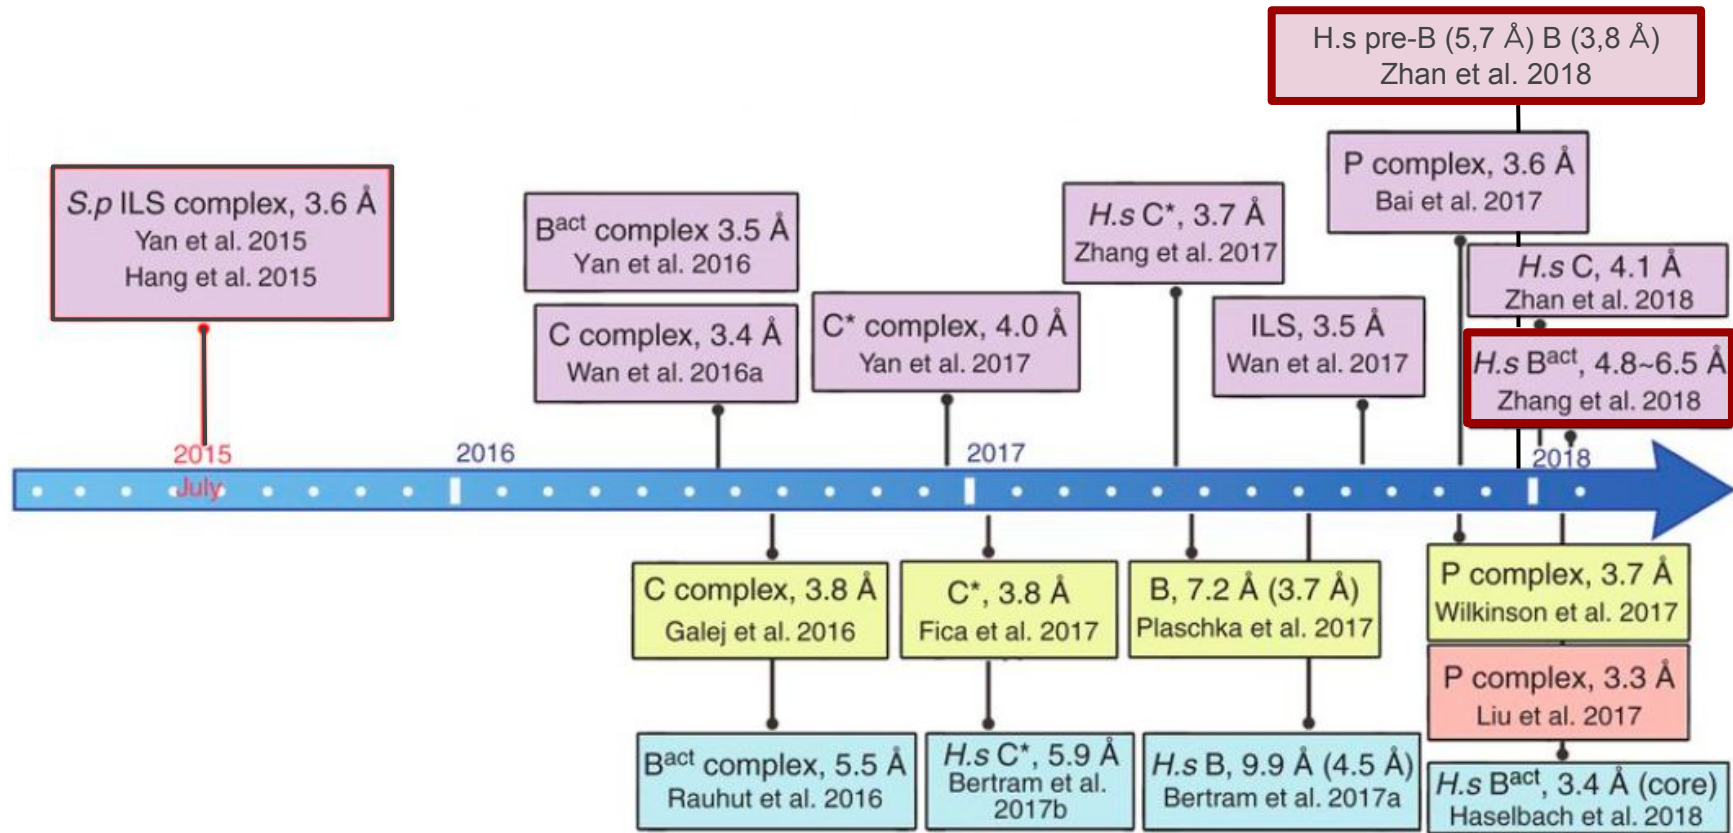 H.s pre-B (5,7 Å) B (3,8 Å)
Zhan et al. 2018
P complex, 3.6 Å
Bai et al. 2017
S.p ILS complex, 3.6 Å
Yan et al. 2015
Hang et al. 2015
Bact complex 3.5 Å
Yan et al. 2016
H.s C*, 3.7 Å
Zhang et al. 2017
H.s C, 4.1 Å
Zhan et al. 2018
C complex, 3.4 Å
Wan et al. 2016a
C* complex, 4.0 Å
Yan et al. 2017
ILS, 3.5 Å
Wan et al. 2017
H.s Bact, 4.8~6.5 Å
Zhang et al. 2018
2015
July
2016
2017
2018
C complex, 3.8 Å
Galej et al. 2016
C*, 3.8 Å
Fica et al. 2017
B, 7.2 Å (3.7 Å)
Plaschka et al. 2017
P complex, 3.7 Å
Wilkinson et al. 2017
P complex, 3.3 Å
Liu et al. 2017
Bact complex, 5.5 Å
Rauhut et al. 2016
H.s C*, 5.9 Å
Bertram et al.
2017b
H.s B, 9.9 Å (4.5 Å)
Bertram et al. 2017a
H.s Bact, 3.4 Å (core)
Haselbach et al. 2018